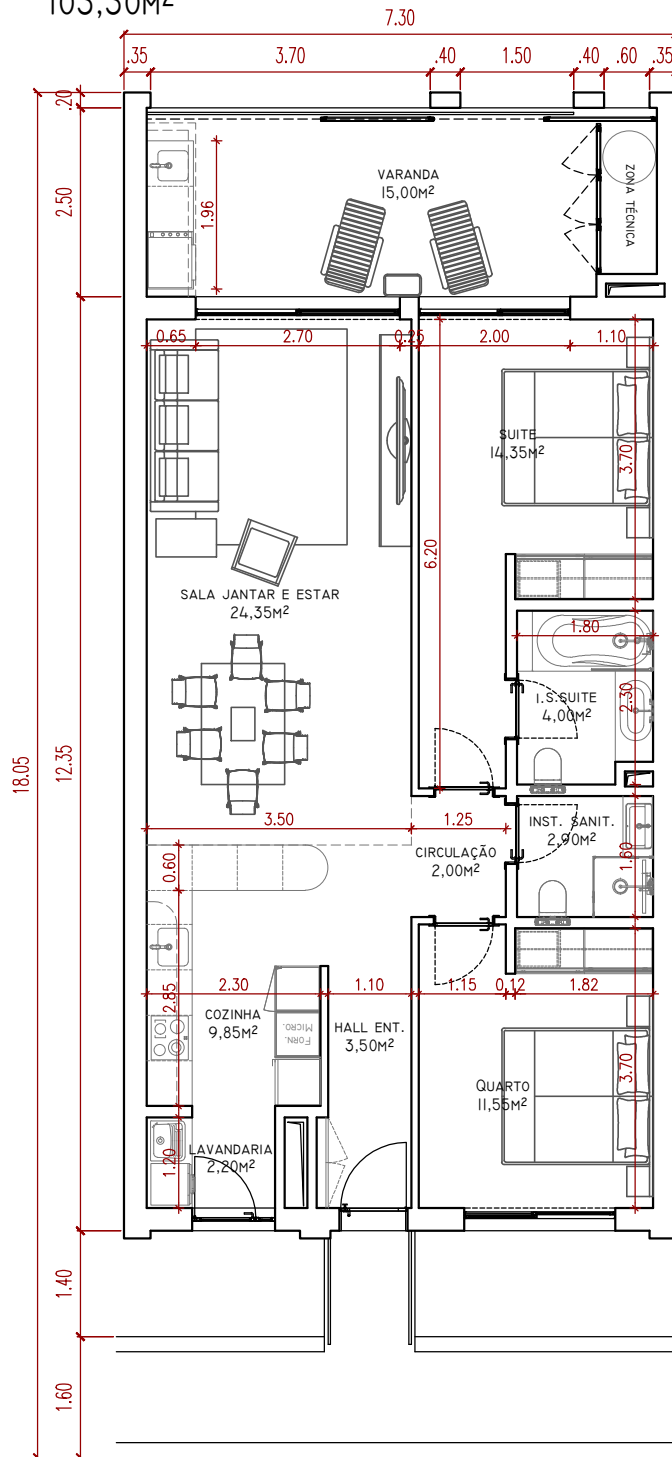 103,30M²
7.30
.35 3.70 .40 1.50 .40 .60 .35
.20
2.50
1.96
VARANDA
15,00M²
ZONA TÉCNICA
0.65 2.70 0.25 2.00 1.10
SUITE
14,35M²
3.70
6.20
SALA JANTAR E ESTAR
24,35M²
1.80
I.S.SUITE
4,00M²
2.30
18.05
12.35
3.50 1.25
INST. SANIT.
2,90M²
1.60
CIRCULAÇÃO
2,00M²
0.60
2.85
2.30 1.10 1.15 0.12 1.82
COZINHA
9,85M²
FORN.
MICRO.
HALL ENT.
3,50M²
3.70
QUARTO
11,55M²
LAVANDARIA
2,20M²
1.20
1.40
1.60